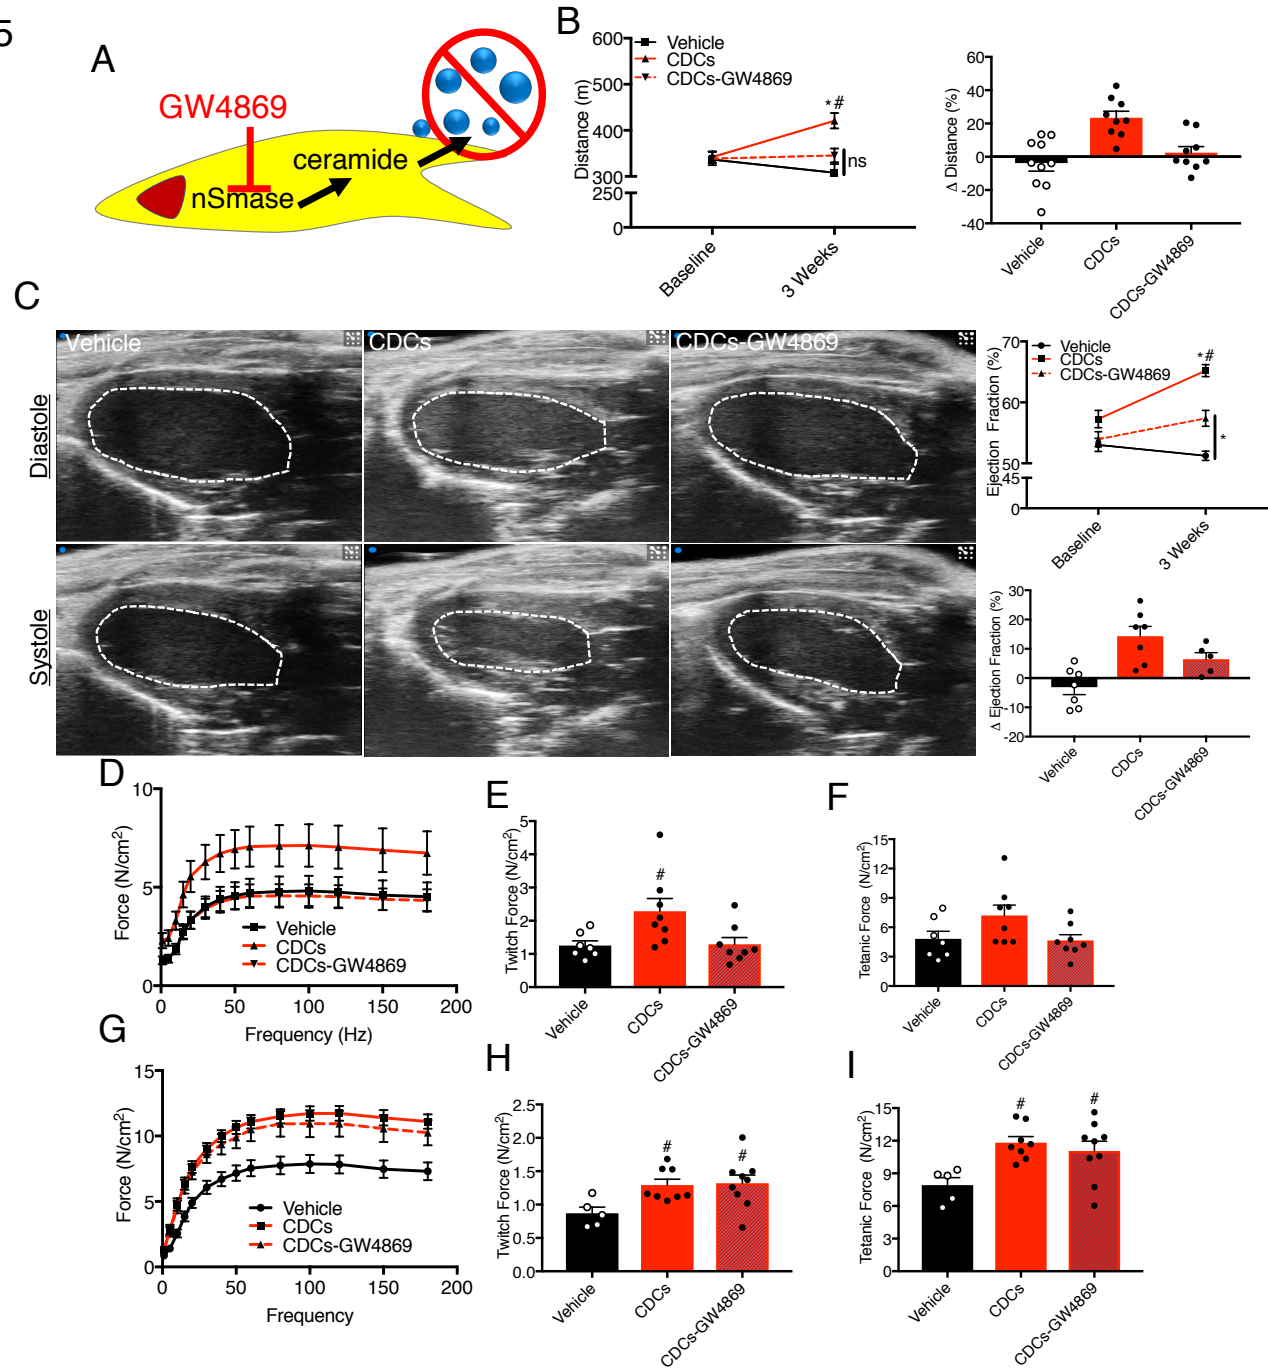 5
A
GW4869
ceramide
nSmase
B
Vehicle
CDCs
CDCs-GW4869
Distance (m)
600
500
400
300
250
0
*#
ns
Baseline
3 Weeks
Δ Distance (%)
60
40
20
0
-20
-40
Vehicle
CDCs
CDCs-GW4869
C
Vehicle
CDCs
CDCs-GW4869
Diastole
Systole
Ejection Fraction (%)
70
60
50
45
0
Vehicle
CDCs
CDCs-GW4869
*#
*
Baseline
3 Weeks
Δ Ejection Fraction (%)
30
20
10
0
-10
-20
Vehicle
CDCs
CDCs-GW4869
D
Force (N/cm²)
10
5
0
Vehicle
CDCs
CDCs-GW4869
0 50 100 150 200
Frequency (Hz)
E
Twitch Force (N/cm²)
5
4
3
2
1
0
#
Vehicle
CDCs
CDCs-GW4869
F
Tetanic Force (N/cm²)
15
12
9
6
3
0
Vehicle
CDCs
CDCs-GW4869
G
Force (N/cm²)
15
10
5
0
Vehicle
CDCs
CDCs-GW4869
0 50 100 150 200
Frequency
H
Twitch Force (N/cm²)
2.5
2.0
1.5
1.0
0.5
0.0
#
#
Vehicle
CDCs
CDCs-GW4869
I
Tetanic Force (N/cm²)
15
12
9
6
3
0
#
#
Vehicle
CDCs
CDCs-GW4869